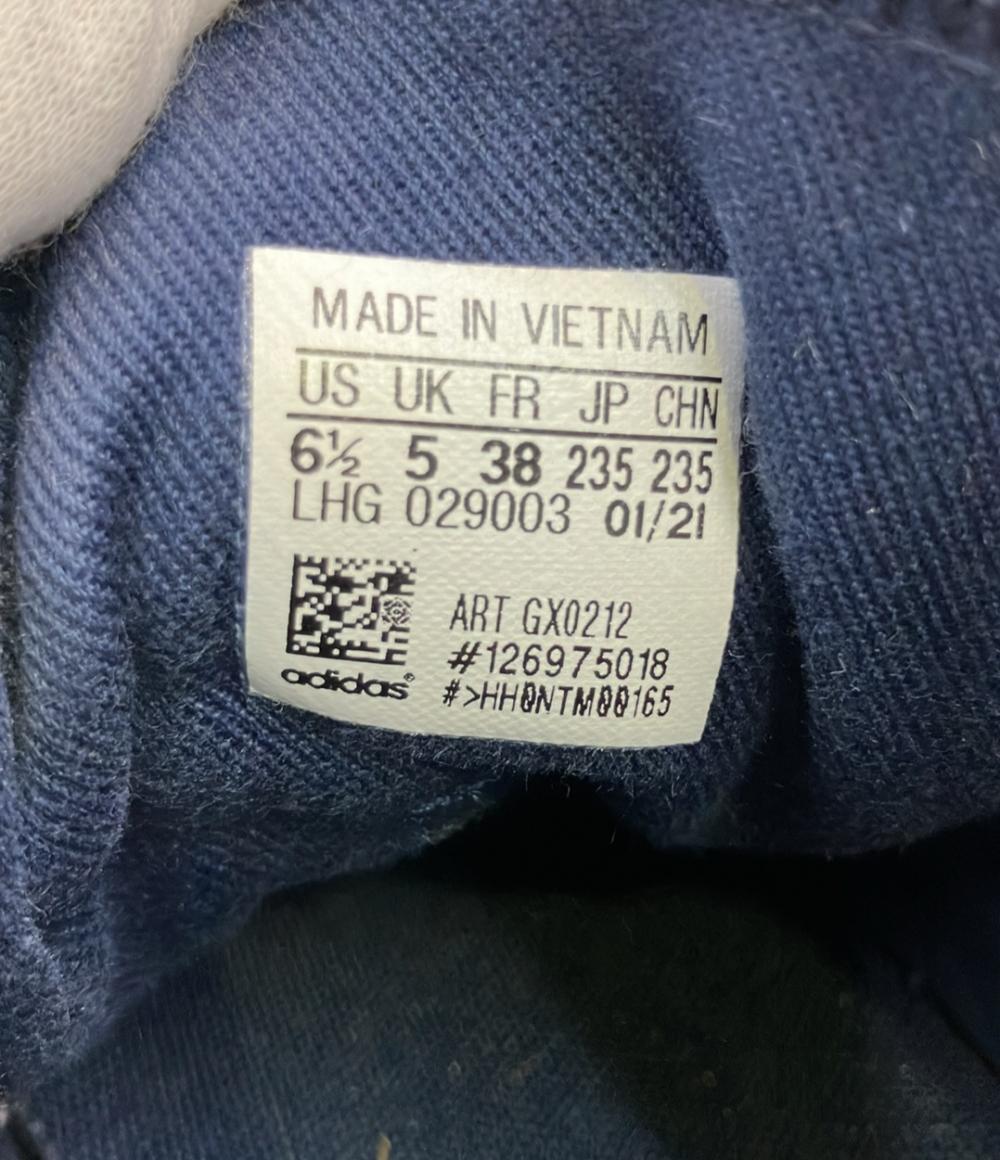 MADE IN VIETNAM
US UK FR JP CHN
6½ 5 38 235 235
LHG 029003 01/21
ART GX0212
#126975018
adidas®
#>HH0NTM00165